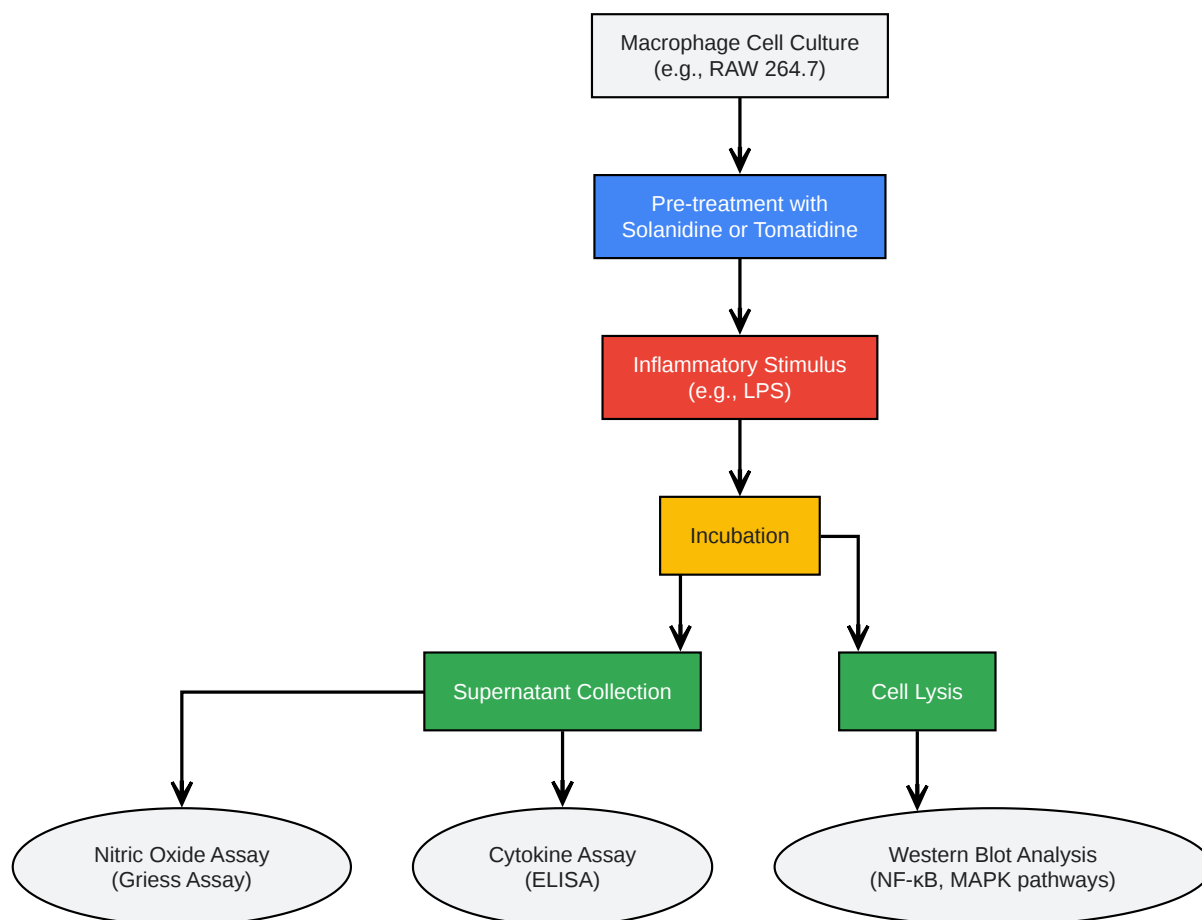 Macrophage Cell Culture
(e.g., RAW 264.7)
Pre-treatment with
Solanidine or Tomatidine
Inflammatory Stimulus
(e.g., LPS)
Incubation
Supernatant Collection
Cell Lysis
Nitric Oxide Assay
(Griess Assay)
Cytokine Assay
(ELISA)
Western Blot Analysis
(NF-κB, MAPK pathways)